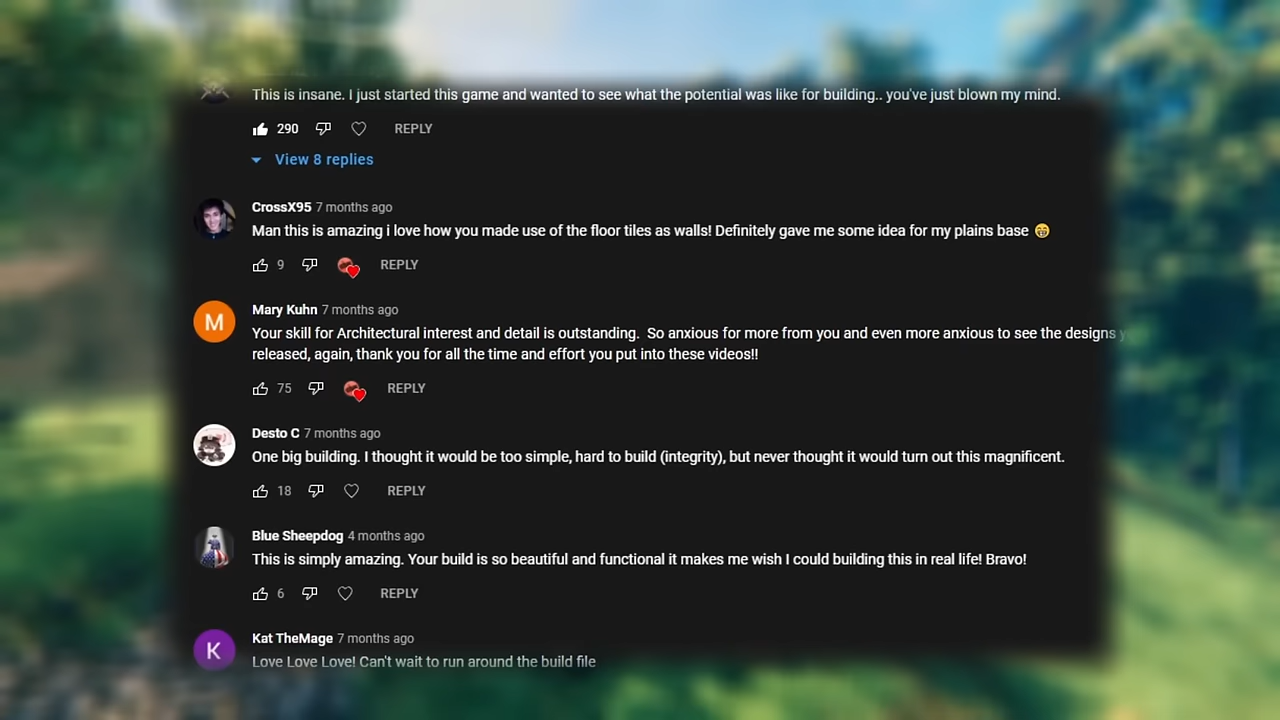 This is insane. I just started this game and wanted to see what the potential was like for building.. you've just blown my mind.
290 REPLY
View 8 replies
CrossX95 7 months ago
Man this is amazing i love how you made use of the floor tiles as walls! Definitely gave me some idea for my plains base 😁
9 REPLY
M
Mary Kuhn 7 months ago
Your skill for Architectural interest and detail is outstanding. So anxious for more from you and even more anxious to see the designs
released, again, thank you for all the time and effort you put into these videos!!
75 REPLY
Desto C 7 months ago
One big building. I thought it would be too simple, hard to build (integrity), but never thought it would turn out this magnificent.
18 REPLY
Blue Sheepdog 4 months ago
This is simply amazing. Your build is so beautiful and functional it makes me wish I could building this in real life! Bravo!
6 REPLY
K
Kat TheMage 7 months ago
Love Love Love! Can't wait to run around the build file